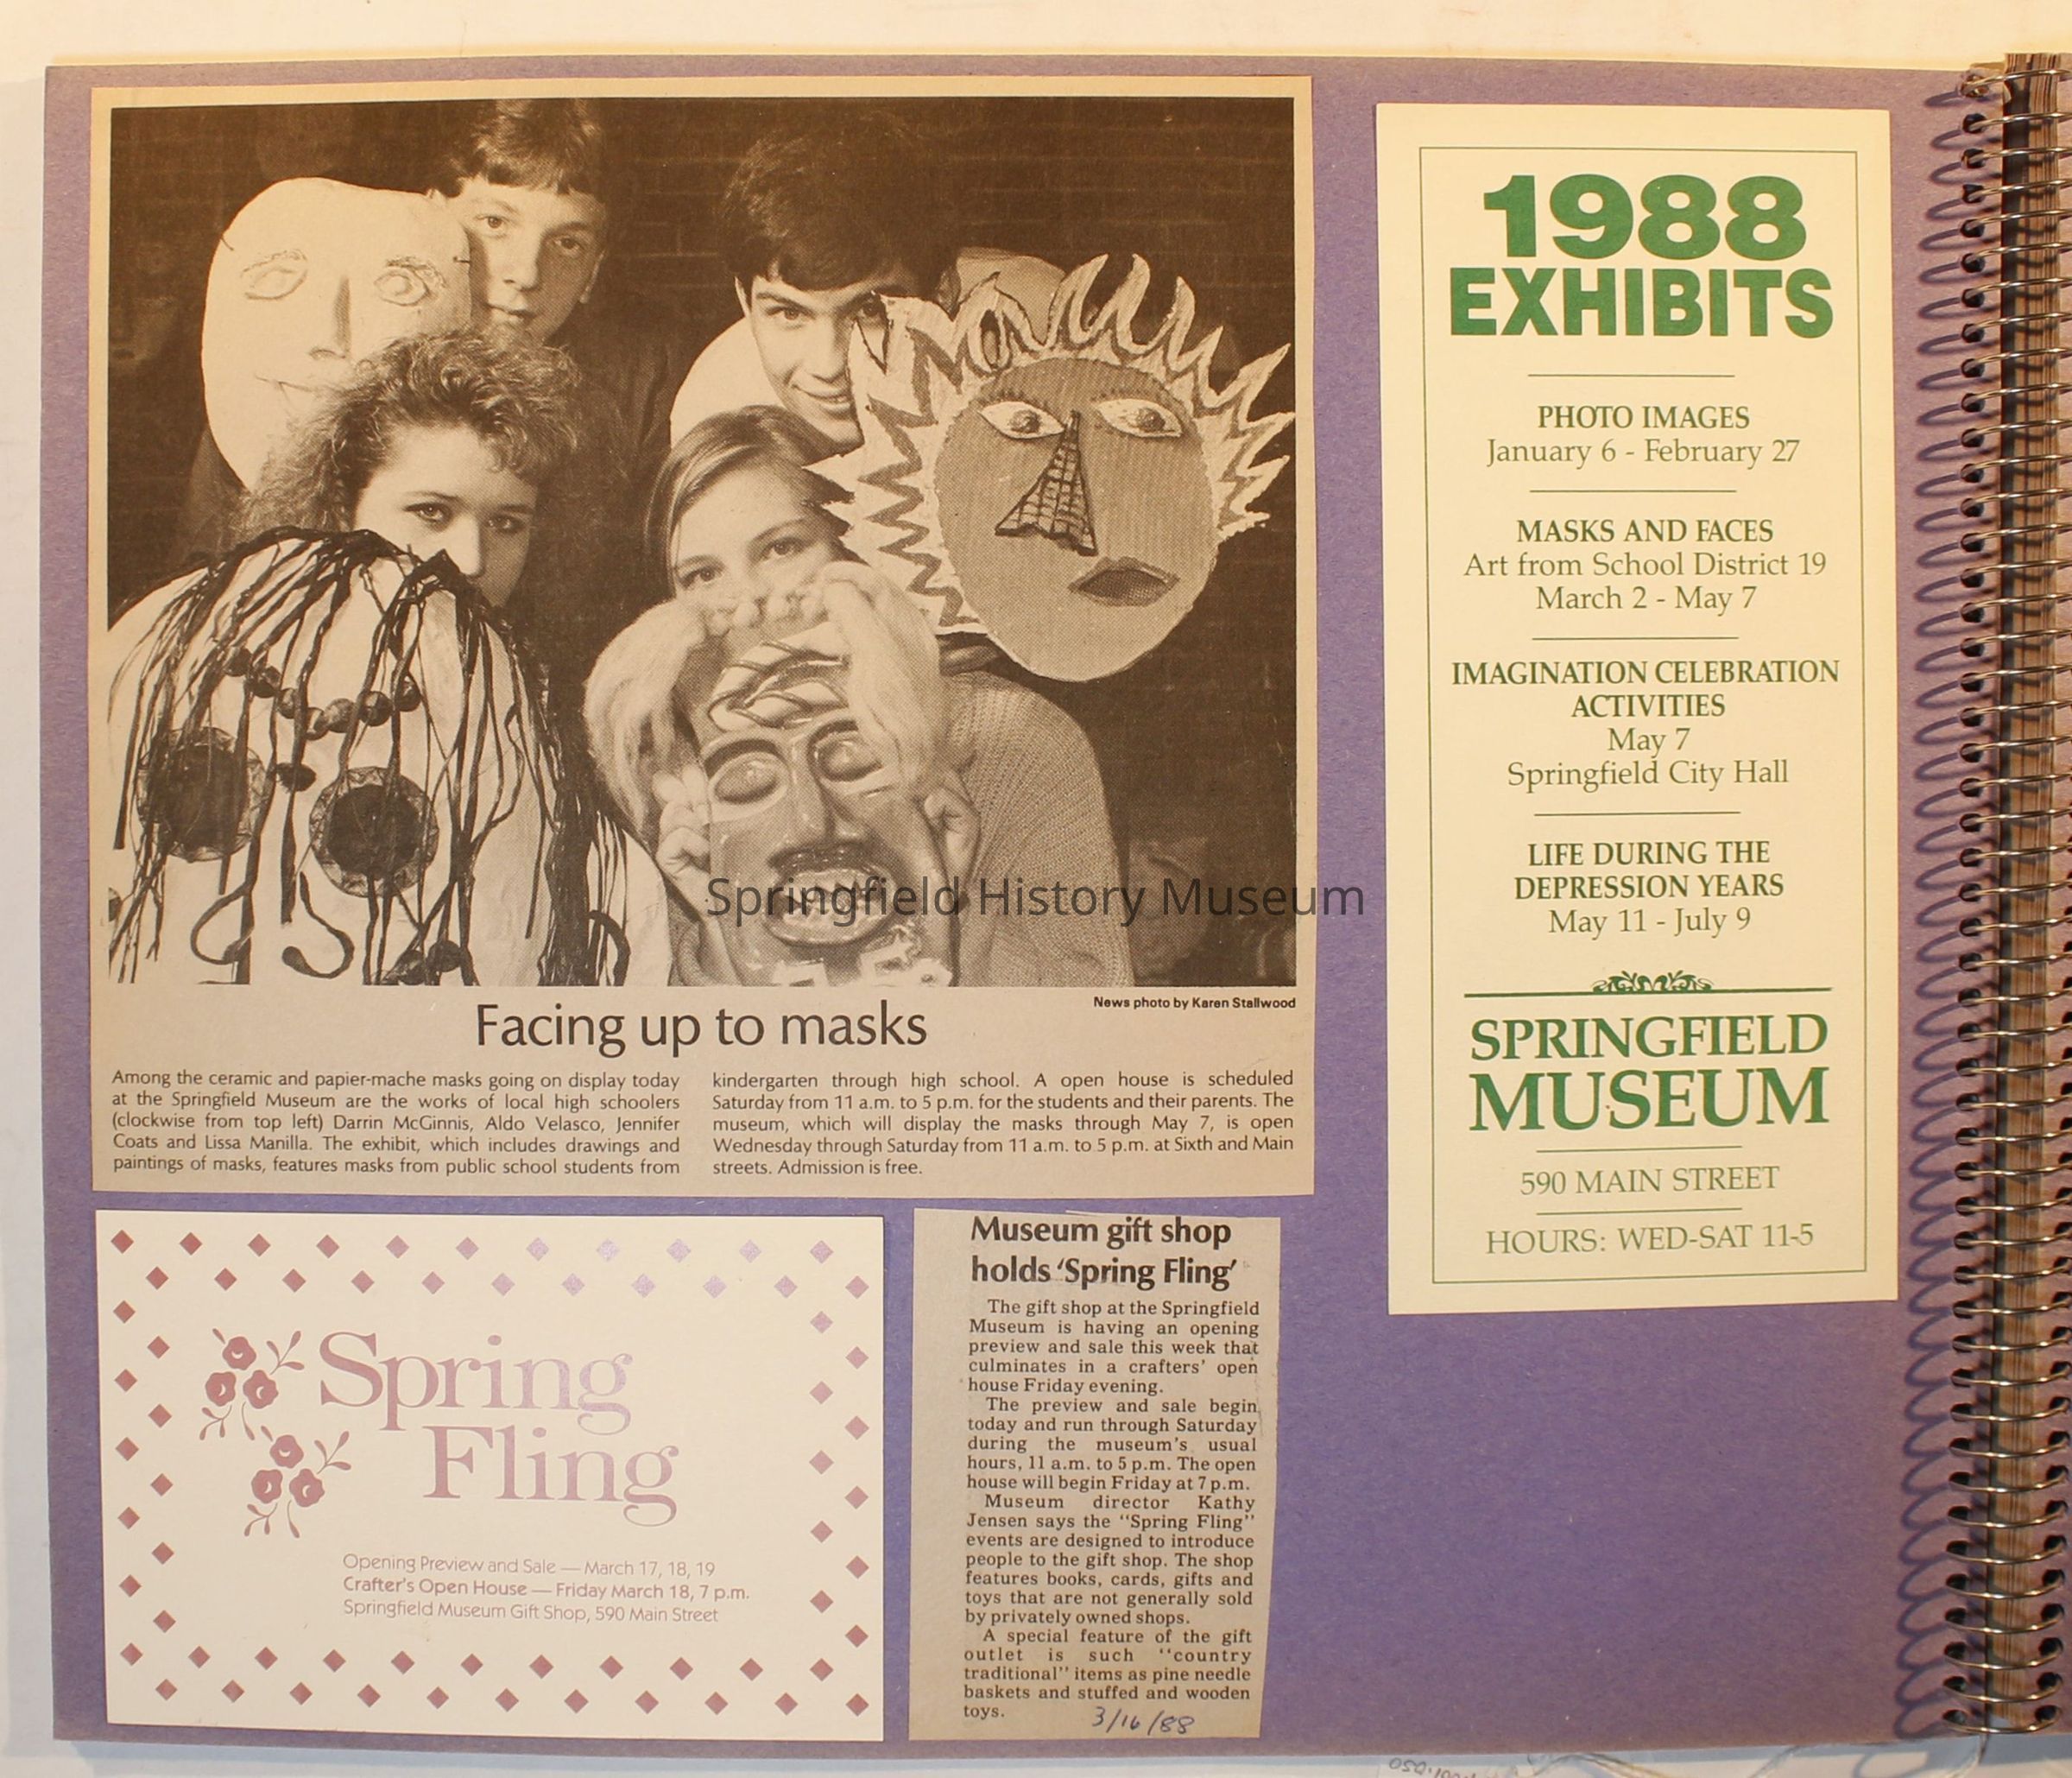 News photo by Karen Stallwood
Facing up to masks
Among the ceramic and papier-mache masks going on display today
at the Springfield Museum are the works of local high schoolers
(clockwise from top left) Darrin McGinnis, Aldo Velasco, Jennifer
Coats and Lissa Manilla. The exhibit, which includes drawings and
paintings of masks, features masks from public school students from
kindergarten through high school. A open house is scheduled
Saturday from 11 a.m. to 5 p.m. for the students and their parents. The
museum, which will display the masks through May 7, is open
Wednesday through Saturday from 11 a.m. to 5 p.m. at Sixth and Main
streets. Admission is free.
Springfield History Museum
1988
EXHIBITS
PHOTO IMAGES
January 6 - February 27
MASKS AND FACES
Art from School District 19
March 2 - May 7
IMAGINATION CELEBRATION
ACTIVITIES
May 7
Springfield City Hall
LIFE DURING THE
DEPRESSION YEARS
May 11 - July 9
SPRINGFIELD
MUSEUM
590 MAIN STREET
HOURS: WED-SAT 11-5
Spring
Fling
Opening Preview and Sale — March 17, 18, 19
Crafter's Open House — Friday March 18, 7 p.m.
Springfield Museum Gift Shop, 590 Main Street
Museum gift shop
holds 'Spring Fling'
The gift shop at the Springfield
Museum is having an opening
preview and sale this week that
culminates in a crafters' open
house Friday evening.
The preview and sale begin
today and run through Saturday
during the museum's usual
hours, 11 a.m. to 5 p.m. The open
house will begin Friday at 7 p.m.
Museum director Kathy
Jensen says the "Spring Fling"
events are designed to introduce
people to the gift shop. The shop
features books, cards, gifts and
toys that are not generally sold
by privately owned shops.
A special feature of the gift
outlet is such "country
traditional" items as pine needle
baskets and stuffed and wooden
toys.
3/16/88